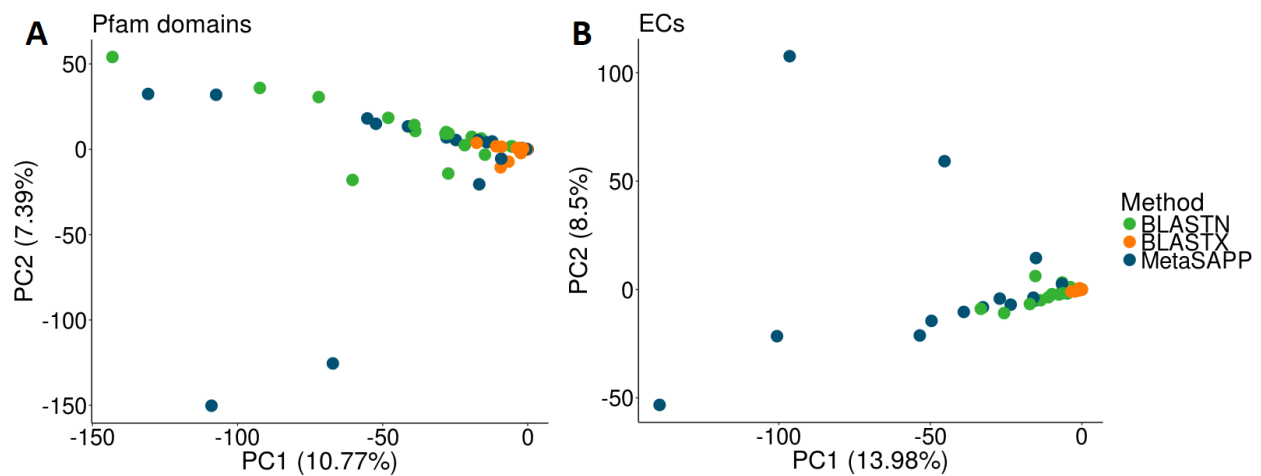 A
Pfam domains
50
0
-50
-100
-150
PC2 (7.39%)
-150
-100
-50
0
PC1 (10.77%)
B
ECs
100
50
0
-50
PC2 (8.5%)
-100
-50
0
PC1 (13.98%)
Method
BLASTN
BLASTX
MetaSAPP